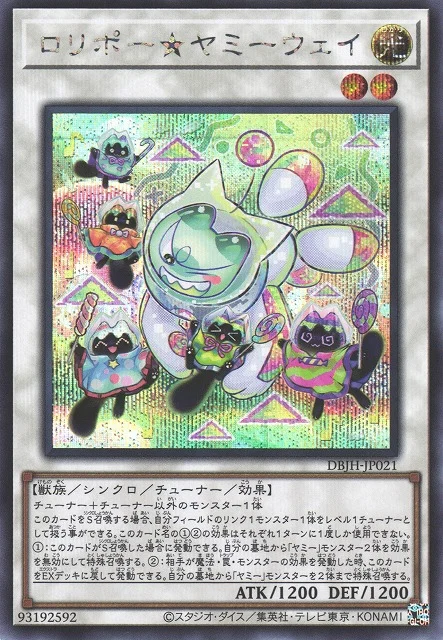 ロリポー★ヤミーウェイ
光
DBJH-JP021
【獣族／シンクロ／チューナー／効果】
チューナー＋チューナー以外のモンスター1体
このカードをS召喚する場合、自分フィールドのリンク1モンスター1体をレベル1チューナーと
して扱う事ができる。このカード名の①②の効果はそれぞれ1ターンに1度しか使用できない。
①：このカードがS召喚した場合に発動できる。自分の墓地から「ヤミー」モンスター2体を効果
を無効にして特殊召喚する。②：相手が魔法・罠・モンスターの効果を発動した時、このカード
をEXデッキに戻して発動できる。自分の墓地から「ヤミー」モンスターを2体まで特殊召喚する。
ATK/1200 DEF/1200
93192592
©スタジオ・ダイス／集英社・テレビ東京・KONAMI